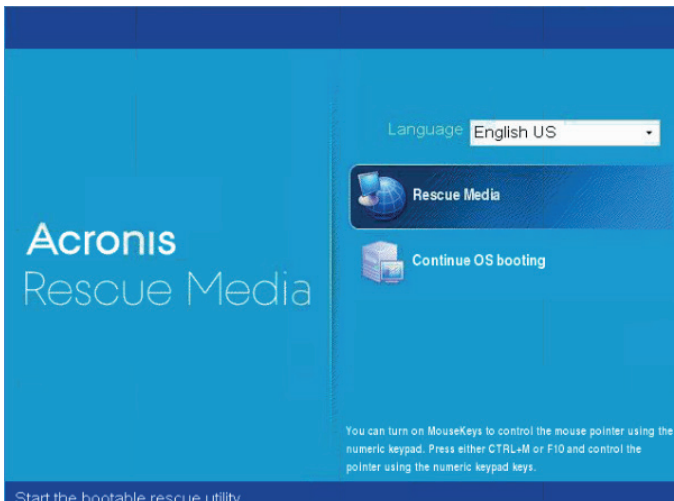 Language English US
Rescue Media
Continue OS booting
Acronis
Rescue Media
You can turn on MouseKeys to control the mouse pointer using the
numeric keypad. Press either CTRL+M or F10 and control the
pointer using the numeric keypad keys.
Start the bootable rescue utility